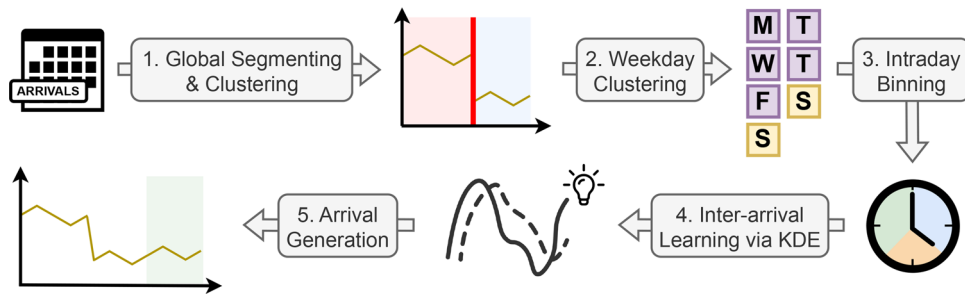 ARRIVALS
1. Global Segmenting
& Clustering
2. Weekday
Clustering
M T
W T
F S
S
3. Intraday
Binning
4. Inter-arrival
Learning via KDE
5. Arrival
Generation